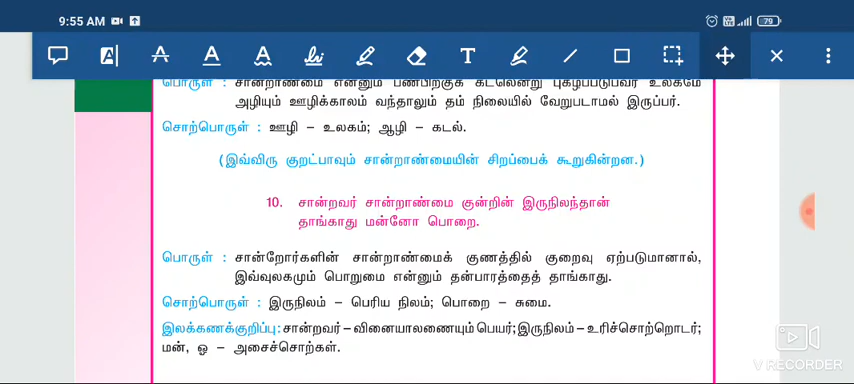 9:55 AM
79
A
A
A
T
பொருள் : சான்றாண்மை என்னும் பண்பிற்குக் கடலென்று புகழப்படுபவர் உலகமே
அழியும் ஊழிக்காலம் வந்தாலும் தம் நிலையில் வேறுபடாமல் இருப்பர்.
சொற்பொருள் : ஊழி – உலகம்; ஆழி – கடல்.
(இவ்விரு குறட்பாவும் சான்றாண்மையின் சிறப்பைக் கூறுகின்றன.)
10. சான்றவர் சான்றாண்மை குன்றின் இருநிலந்தான்
தாங்காது மன்னோ பொறை.
பொருள் : சான்றோர்களின் சான்றாண்மைக் குணத்தில் குறைவு ஏற்படுமானால்,
இவ்வுலகமும் பொறுமை என்னும் தன்பாரத்தைத் தாங்காது.
சொற்பொருள் : இருநிலம் – பெரிய நிலம்; பொறை – சுமை.
இலக்கணக்குறிப்பு: சான்றவர் – வினையாலணையும் பெயர்; இருநிலம் – உரிச்சொற்றொடர்;
மன், ஓ – அசைச்சொற்கள்.
V RECORDER